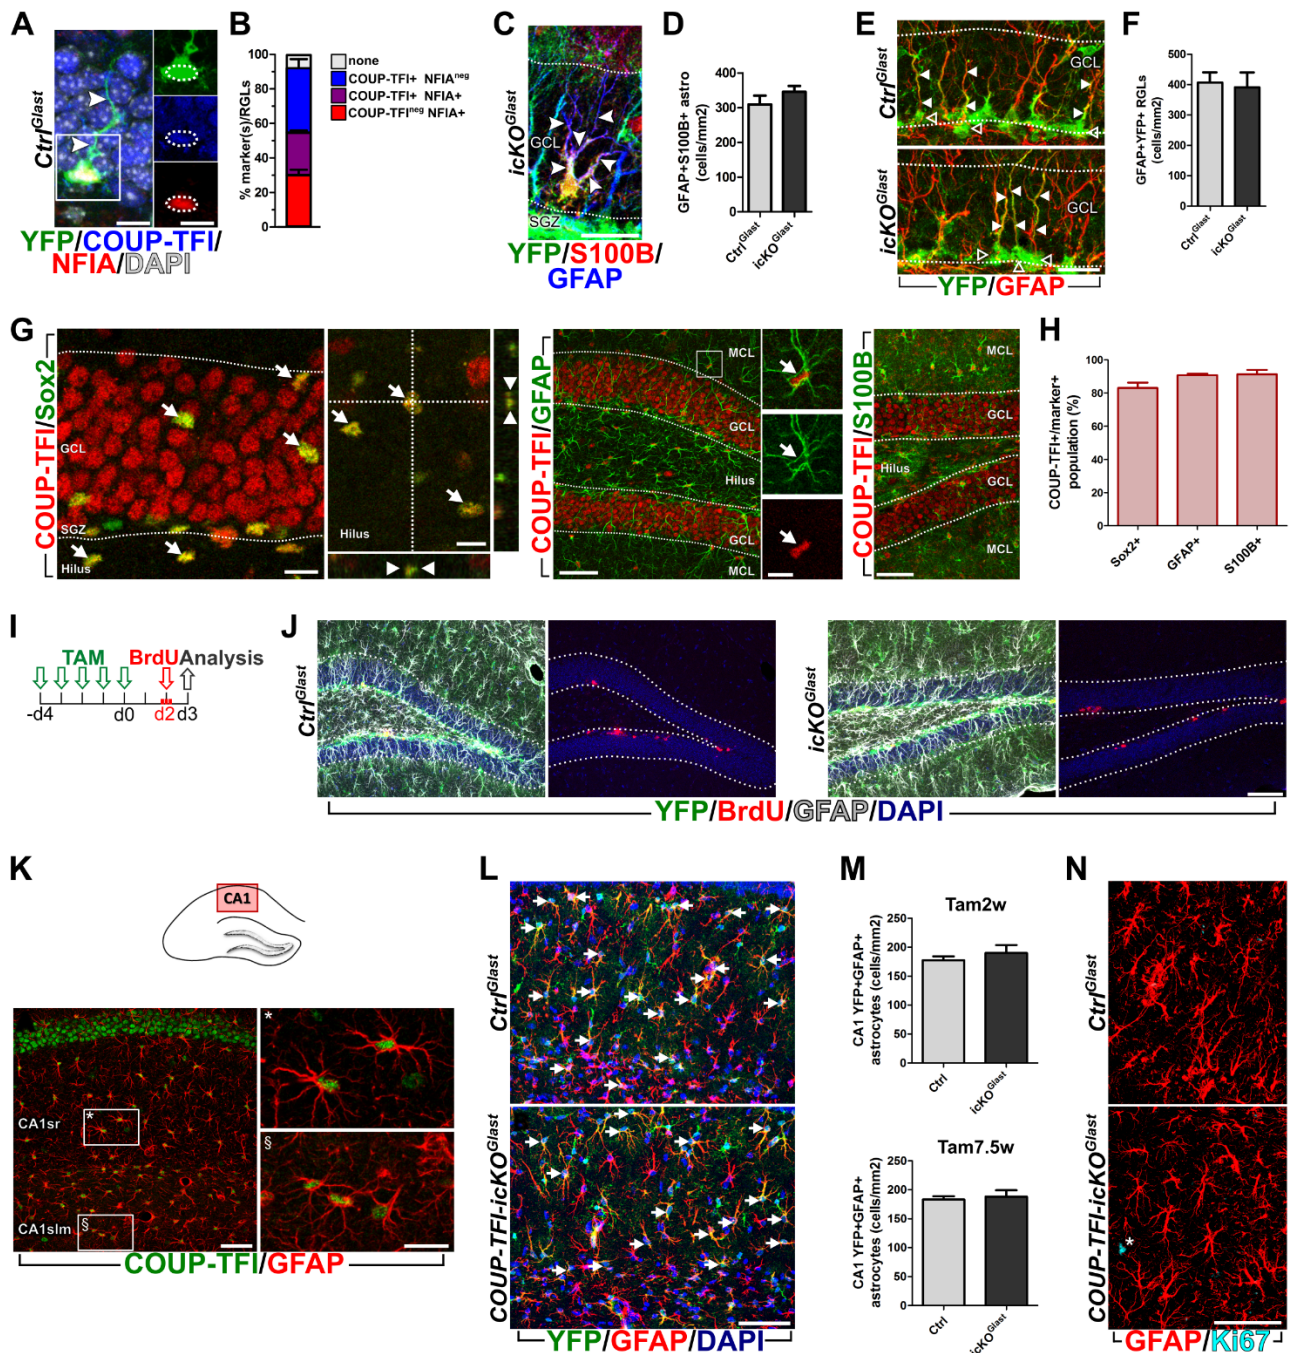 A
Ctrl^Glast
YFP/COUP-TFI/
NFIA/DAPI
B
% marker(s)/RGLs
100
80
60
40
20
0
none
COUP-TFI+ NFIA^neg
COUP-TFI+ NFIA+
COUP-TFI^neg NFIA+
C
icKO^Glast
GCL
SGZ
YFP/S100B/
GFAP
D
GFAP+S100B+ astro
(cells/mm2)
500
400
300
200
100
0
Ctrl^Glast
icKO^Glast
E
Ctrl^Glast
GCL
icKO^Glast
GCL
YFP/GFAP
F
GFAP+YFP+ RGLs
(cells/mm2)
600
400
200
0
Ctrl^Glast
icKO^Glast
G
COUP-TFI/Sox2
GCL
SGZ
Hilus
Hilus
COUP-TFI/GFAP
MCL
GCL
Hilus
GCL
MCL
COUP-TFI/S100B
MCL
GCL
Hilus
GCL
MCL
H
COUP-TFI+/marker+
population (%)
100
80
60
40
20
0
Sox2+
GFAP+
S100B+
I
TAM
BrdU
Analysis
-d4
d0
d2
d3
J
Ctrl^Glast
icKO^Glast
YFP/BrdU/GFAP/DAPI
K
CA1
CA1sr
*
CA1slm
§
*
§
COUP-TFI/GFAP
L
Ctrl^Glast
COUP-TFI-icKO^Glast
YFP/GFAP/DAPI
M
Tam2w
CA1 YFP+GFAP+
astrocytes (cells/mm2)
250
200
150
100
50
0
Ctrl
icKO^Glast
Tam7.5w
CA1 YFP+GFAP+
astrocytes (cells/mm2)
250
200
150
100
50
0
Ctrl
icKO^Glast
N
Ctrl^Glast
COUP-TFI-icKO^Glast
*
GFAP/Ki67